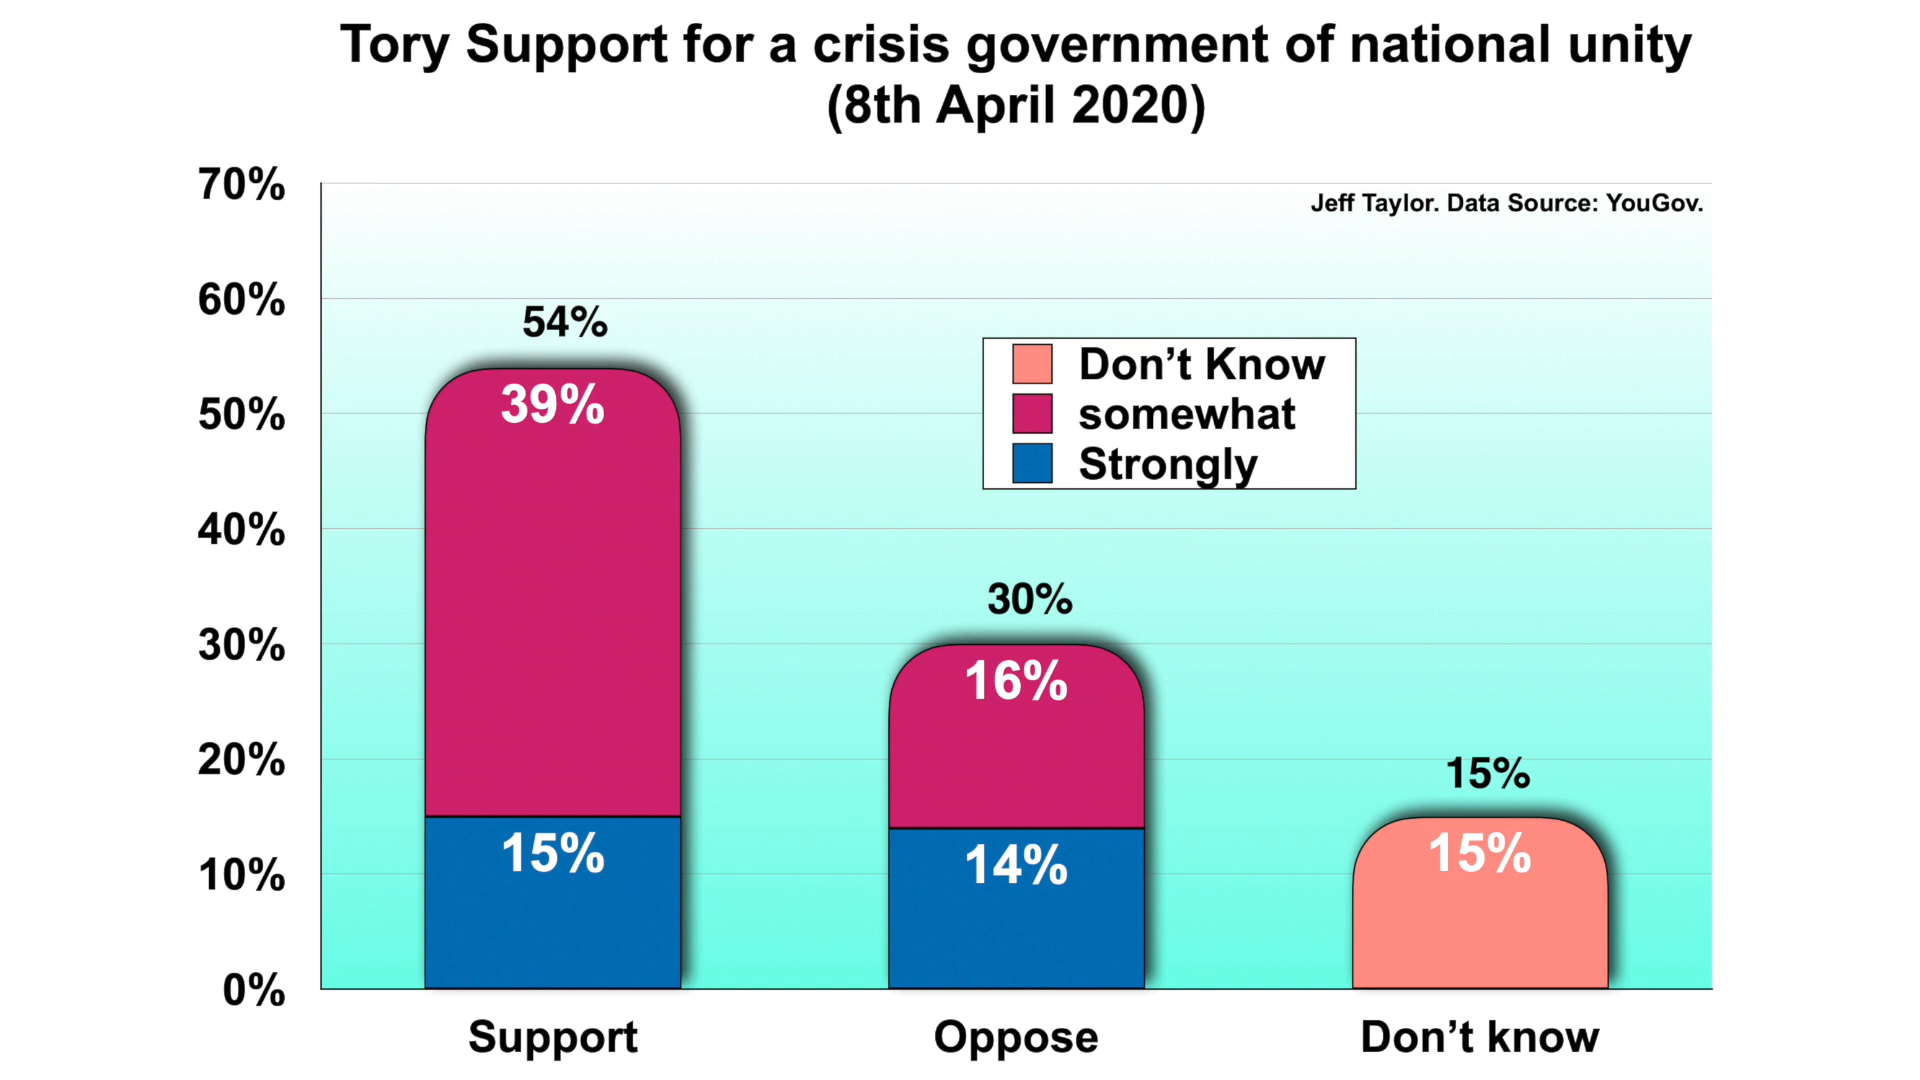 Tory Support for a crisis government of national unity
(8th April 2020)
70%
Jeff Taylor. Data Source: YouGov.
60%
54%
Don’t Know
39%
50%
somewhat
Strongly
40%
30%
30%
16%
20%
15%
15%
14%
15%
10%
0%
Support
Oppose
Don’t know